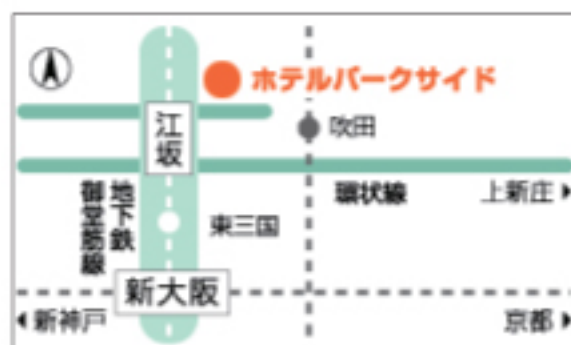 ホテルパークサイド
江坂
吹田
環状線
上新庄
地下鉄
御堂筋線
東三国
新大阪
新神戸
京都